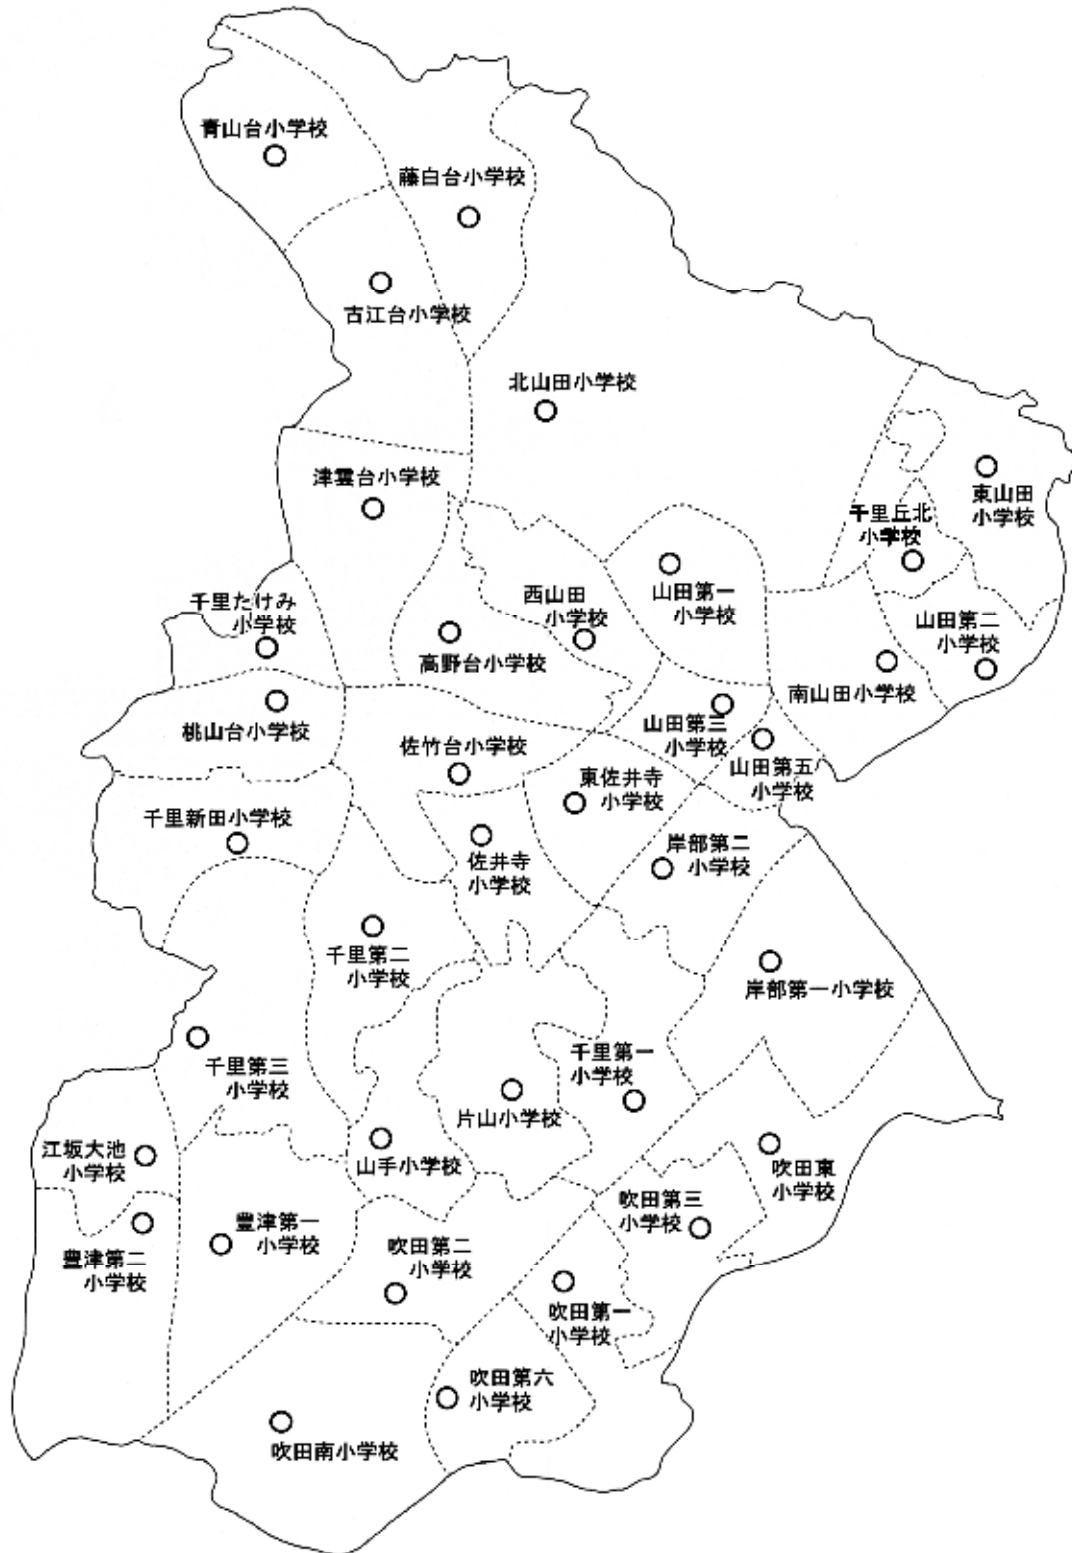 青山台小学校
藤白台小学校
古江台小学校
北山田小学校
津雲台小学校
東山田
小学校
千里丘北
小学校
千里たけみ
小学校
西山田
小学校
山田第一
小学校
山田第二
小学校
高野台小学校
南山田小学校
桃山台小学校
佐竹台小学校
山田第三
小学校
山田第五
小学校
東佐井寺
小学校
千里新田小学校
佐井寺
小学校
岸部第二
小学校
千里第二
小学校
岸部第一小学校
千里第三
小学校
千里第一
小学校
片山小学校
江坂大池
小学校
山手小学校
吹田東
小学校
吹田第三
小学校
豊津第二
小学校
豊津第一
小学校
吹田第二
小学校
吹田第一
小学校
吹田第六
小学校
吹田南小学校